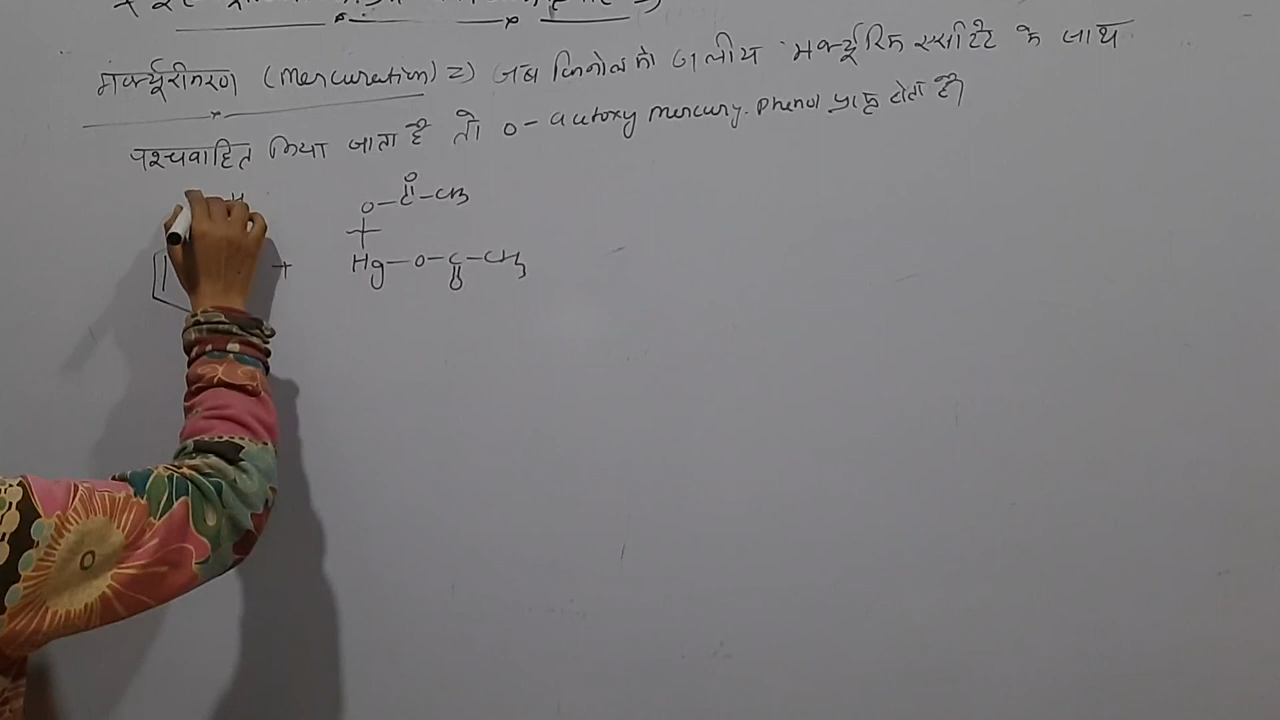 मर्क्यूरीकरण (Mercuration) => जब फिनोल को जलीय मर्क्यूरिक एसीटेट के साथ
पश्चवाहित किया जाता है तो o- acetoxy mercury. phenol प्राप्त होता है।
O-C-CH3
O
+
Hg-O-C-CH3
O